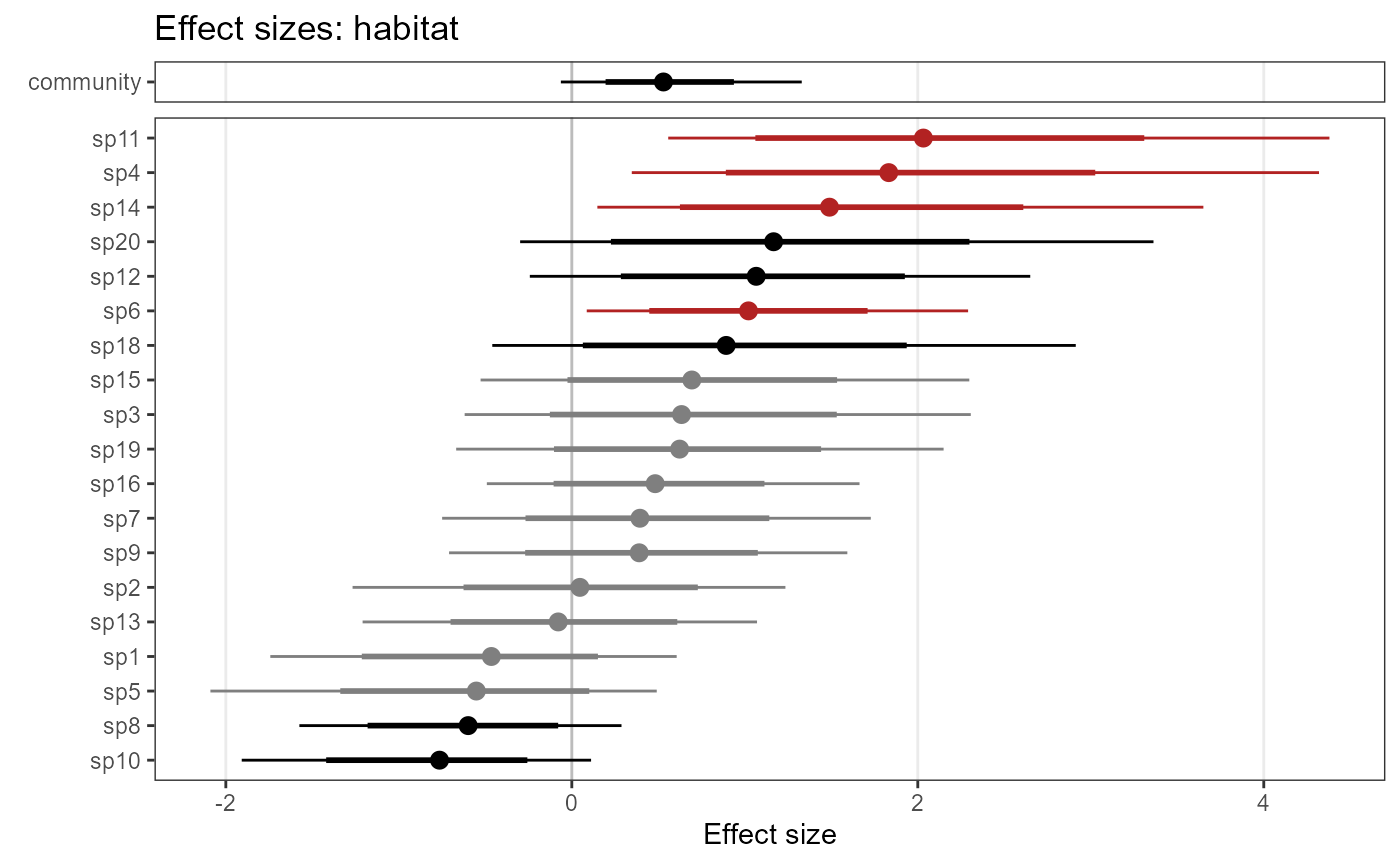 Effect sizes: habitat
community
sp11
sp4
sp14
sp20
sp12
sp6
sp18
sp15
sp3
sp19
sp16
sp7
sp9
sp2
sp13
sp1
sp5
sp8
sp10
-2 0 2 4
Effect size